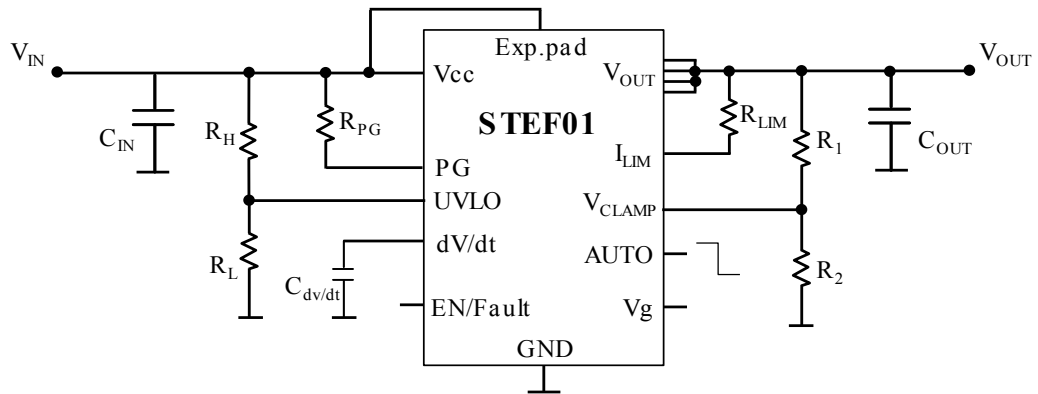 Exp.pad
V_IN
Vcc
V_OUT
V_OUT
STEF01
C_IN
R_H
R_PG
R_LIM
I_LIM
R_1
C_OUT
PG
UVLO
V_CLAMP
dV/dt
AUTO
R_L
C_dv/dt
R_2
EN/Fault
Vg
GND